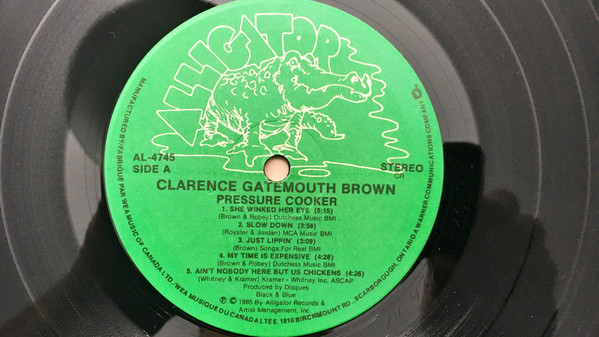 ALLIGATOR
AL-4745
SIDE A
STEREO
CLARENCE GATEMOUTH BROWN
PRESSURE COOKER
1. SHE WINKED HER EYE (5:15)
(Brown & Robey) Dutchess Music BMI
2. SLOW DOWN (3:58)
(Royster & Jordan) MCA Music BMI
3. JUST LIPPIN' (3:09)
(Brown) Songs For Real BMI
4. MY TIME IS EXPENSIVE (4:28)
(Brown & Robey) Dutchess Music BMI
5. AIN'T NOBODY HERE BUT US CHICKENS (4:26)
(Whitney & Kramer) Kramer - Whitney Inc. ASCAP
Produced by Disques
Black & Blue
℗ © 1985 By Alligator Records &
Artist Management, Inc.
MANUFACTURED BY/FABRIQUÉ PAR WEA MUSIC OF CANADA LTD./WEA MUSIQUE DU CANADA LTEE. 1810 BIRCHMOUNT RD., SCARBOROUGH, ONTARIO A WARNER COMMUNICATIONS COMPANY